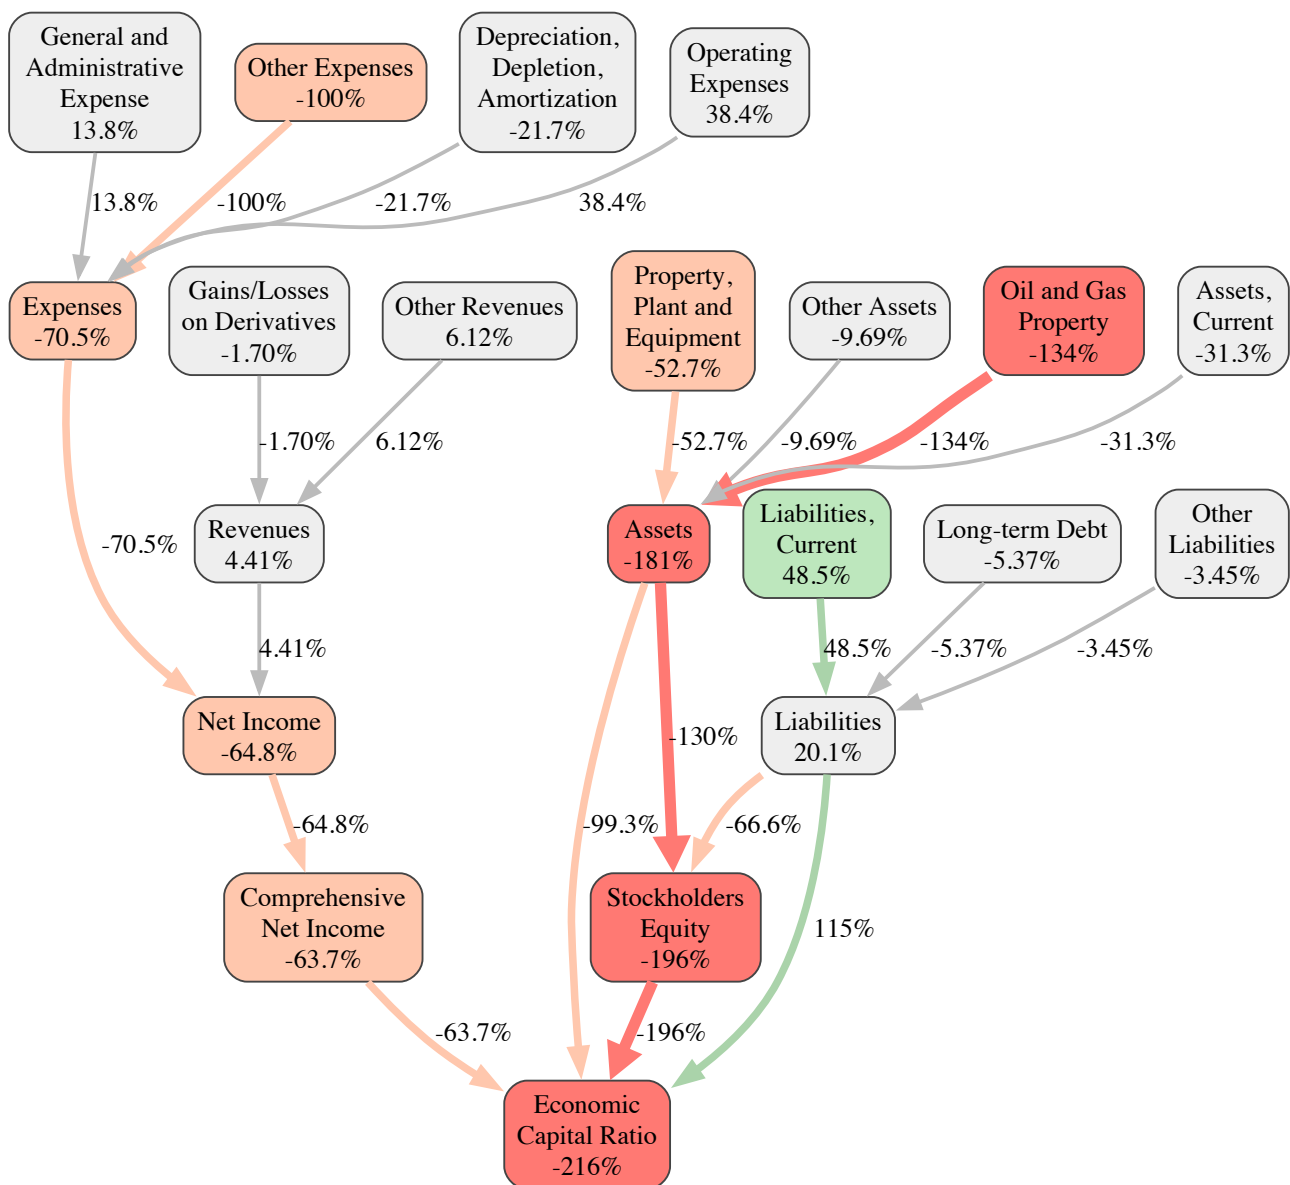 General and
Administrative
Expense
13.8%
Other Expenses
-100%
Depreciation,
Depletion,
Amortization
-21.7%
Operating
Expenses
38.4%
13.8%
-100%
-21.7%
38.4%
Expenses
-70.5%
Gains/Losses
on Derivatives
-1.70%
Other Revenues
6.12%
Property,
Plant and
Equipment
-52.7%
Other Assets
-9.69%
Oil and Gas
Property
-134%
Assets,
Current
-31.3%
-1.70%
6.12%
-52.7%
-9.69%
-134%
-31.3%
-70.5%
Revenues
4.41%
Assets
-181%
Liabilities,
Current
48.5%
Long-term Debt
-5.37%
Other
Liabilities
-3.45%
4.41%
48.5%
-5.37%
-3.45%
Net Income
-64.8%
-130%
Liabilities
20.1%
-64.8%
-99.3%
-66.6%
Comprehensive
Net Income
-63.7%
Stockholders
Equity
-196%
115%
-63.7%
-196%
Economic
Capital Ratio
-216%